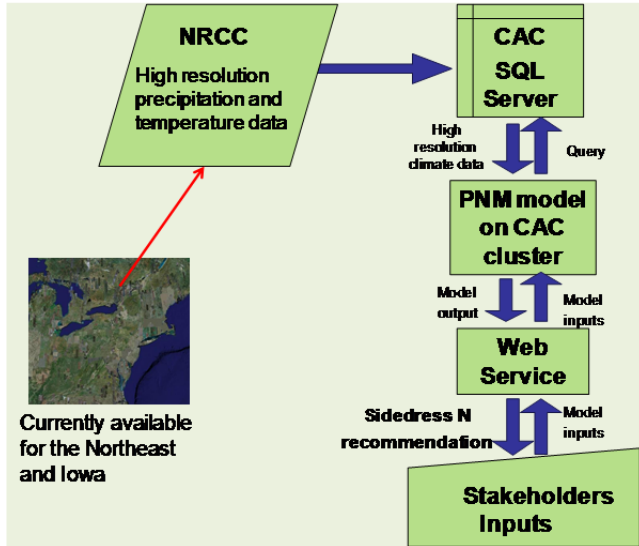 NRCC
High resolution
precipitation and
temperature data
CAC
SQL
Server
High
resolution
climate data
Query
PNM model
on CAC
cluster
Model
output
Model
inputs
Web
Service
Sidedress N
recommendation
Model
inputs
Stakeholders
Inputs
Currently available
for the Northeast
and Iowa